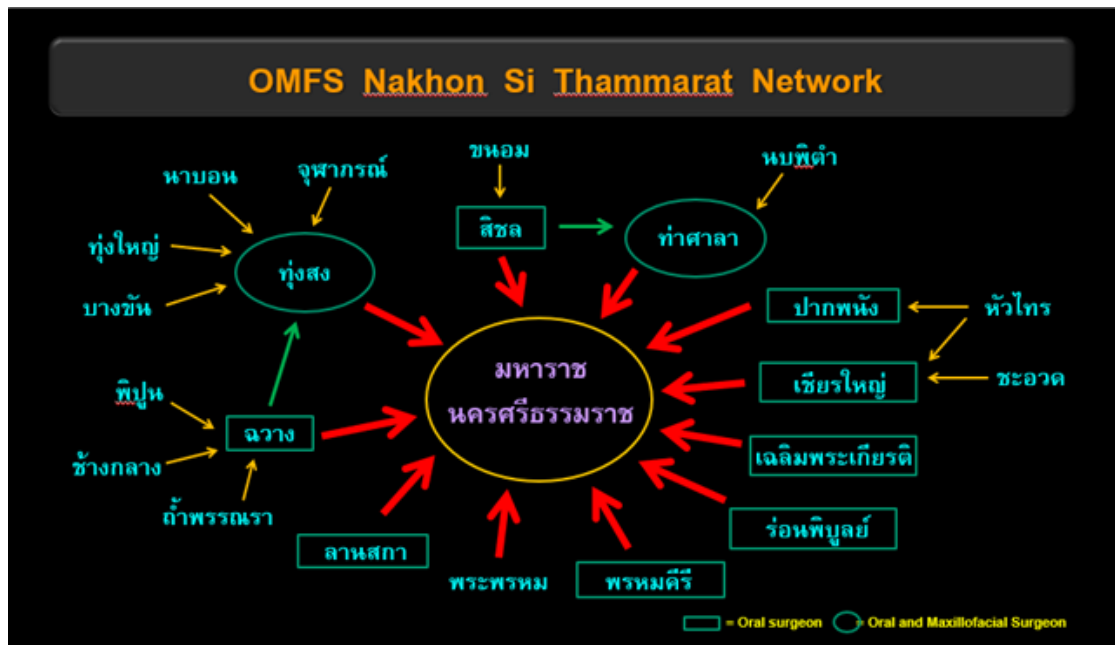 OMFS Nakhon Si Thammarat Network
ขนอม
นบพิตำ
นาบอน
จุฬาภรณ์
สิชล
ท่าศาลา
ทุ่งใหญ่
ทุ่งสง
บางขัน
ปากพนัง
หัวไทร
มหาราช
นครศรีธรรมราช
เชียรใหญ่
ชะอวด
พิปูน
ฉวาง
ช้างกลาง
เฉลิมพระเกียรติ
ถ้ำพรรณรา
ร่อนพิบูลย์
ลานสกา
พระพรหม
พรหมคีรี
= Oral surgeon
= Oral and Maxillofacial Surgeon